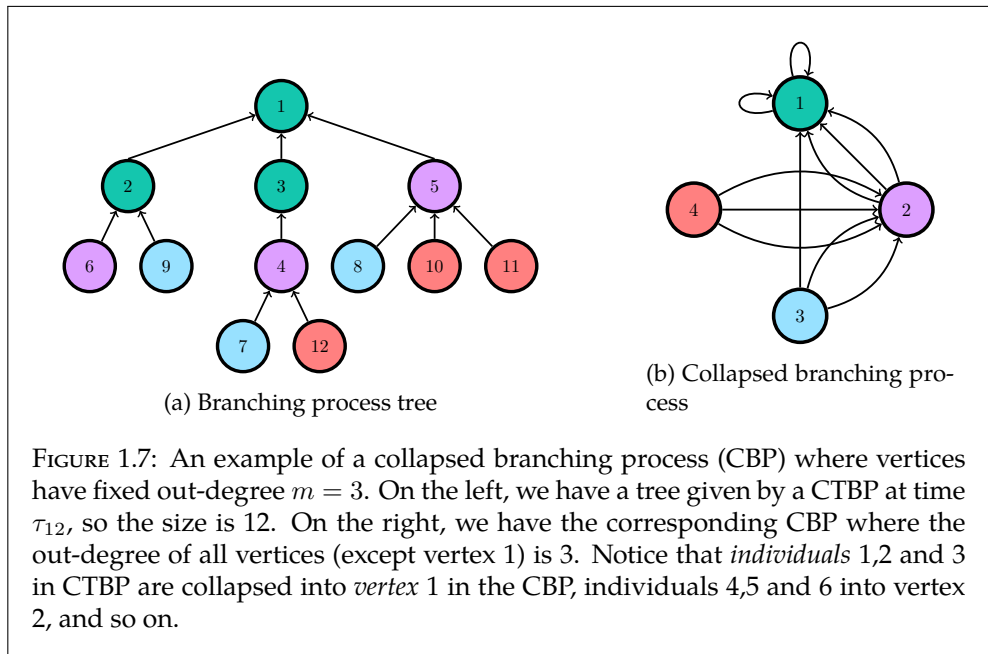 1
2
3
5
6
9
4
8
10
11
7
12
(a) Branching process tree
1
4
2
3
(b) Collapsed branching pro-
cess
FIGURE 1.7: An example of a collapsed branching process (CBP) where vertices
have fixed out-degree m = 3. On the left, we have a tree given by a CTBP at time
τ₁₂, so the size is 12. On the right, we have the corresponding CBP where the
out-degree of all vertices (except vertex 1) is 3. Notice that individuals 1,2 and 3
in CTBP are collapsed into vertex 1 in the CBP, individuals 4,5 and 6 into vertex
2, and so on.